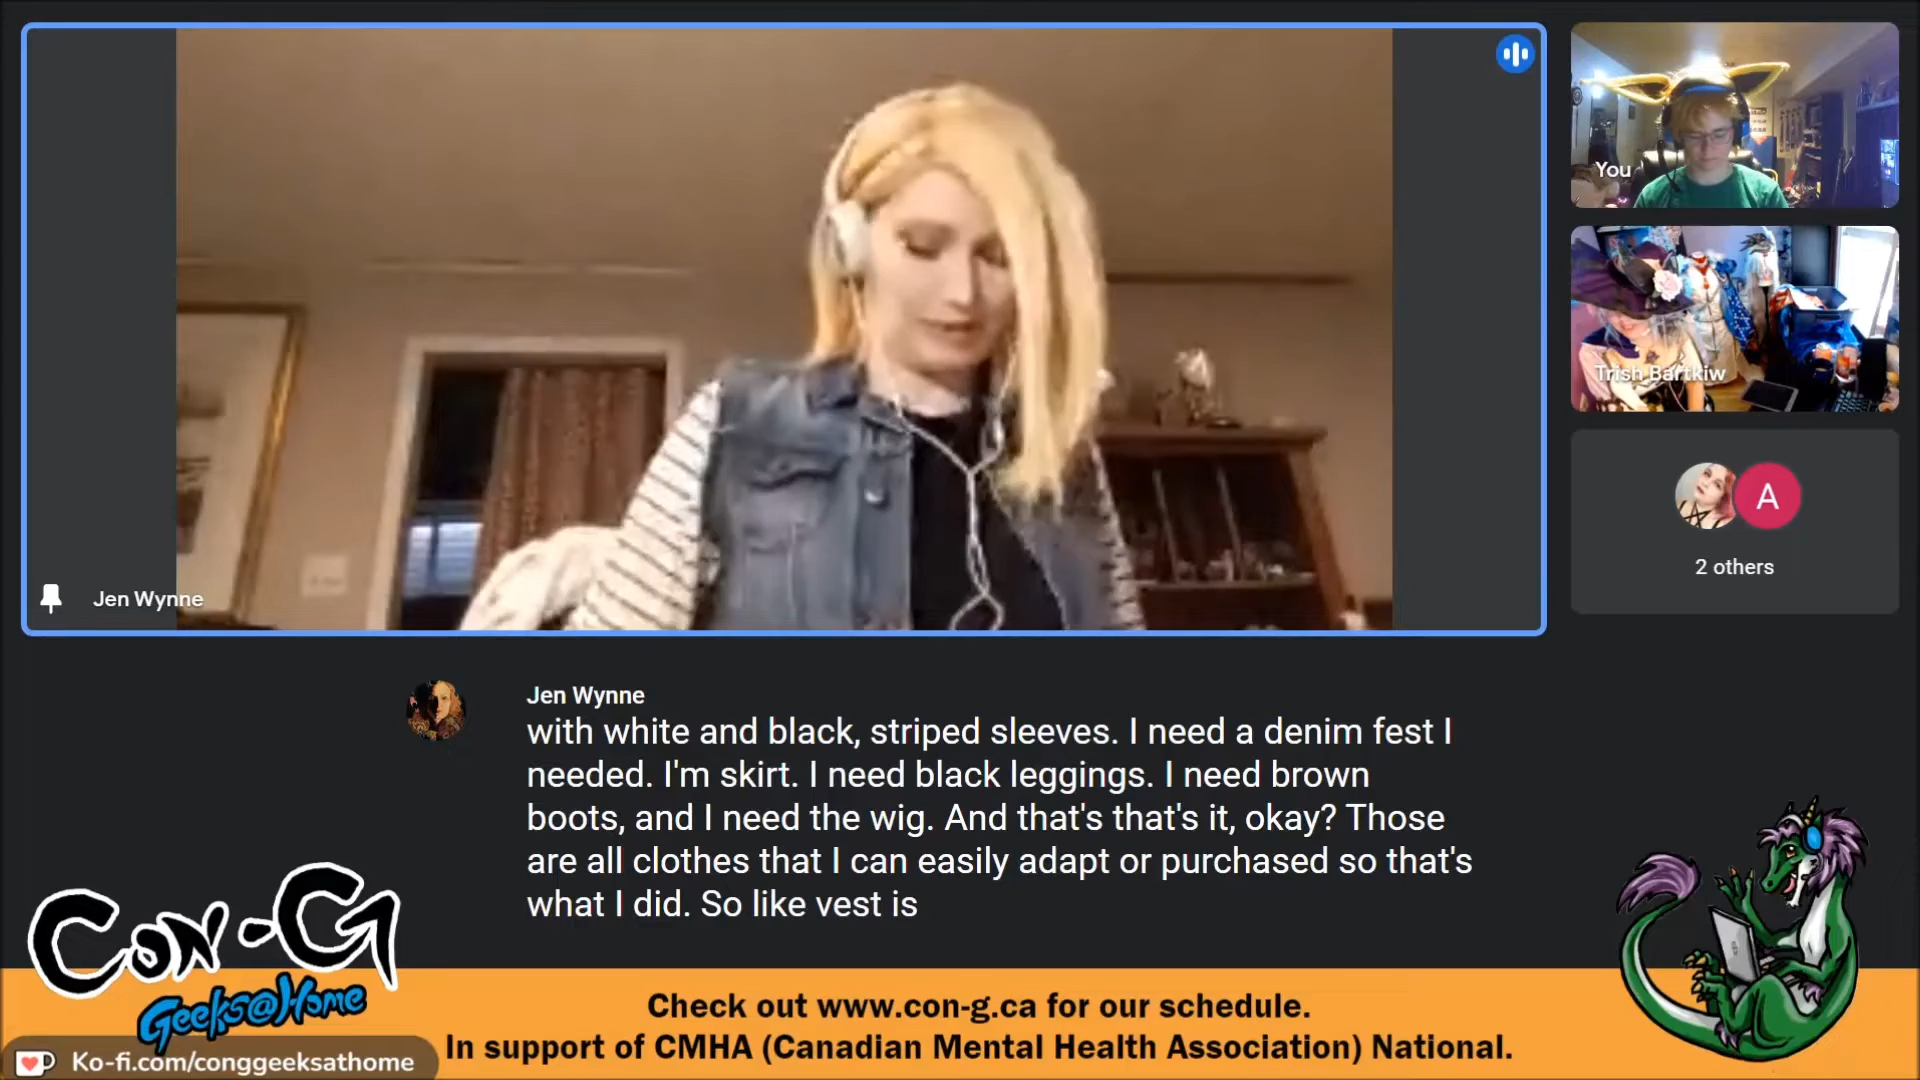 You
Trish Bartkiw
A
2 others
Jen Wynne
Jen Wynne
with white and black, striped sleeves. I need a denim fest I
needed. I'm skirt. I need black leggings. I need brown
boots, and I need the wig. And that's that's it, okay? Those
are all clothes that I can easily adapt or purchased so that's
what I did. So like vest is
Con-G
Geeks@Home
Ko-fi.com/conggeeksathome
Check out www.con-g.ca for our schedule.
In support of CMHA (Canadian Mental Health Association) National.